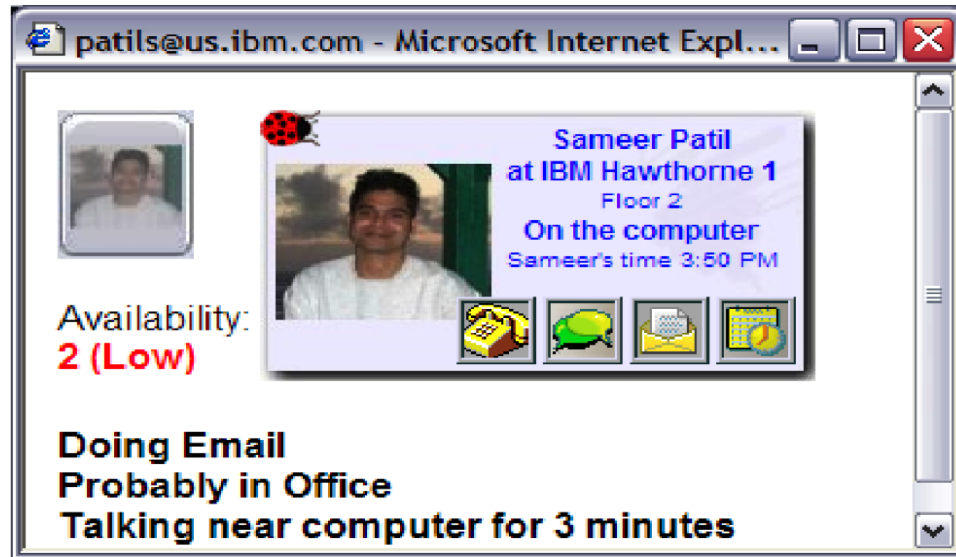 patils@us.ibm.com - Microsoft Internet Expl...
Sameer Patil
at IBM Hawthorne 1
Floor 2
On the computer
Sameer's time 3:50 PM
Availability:
2 (Low)
Doing Email
Probably in Office
Talking near computer for 3 minutes